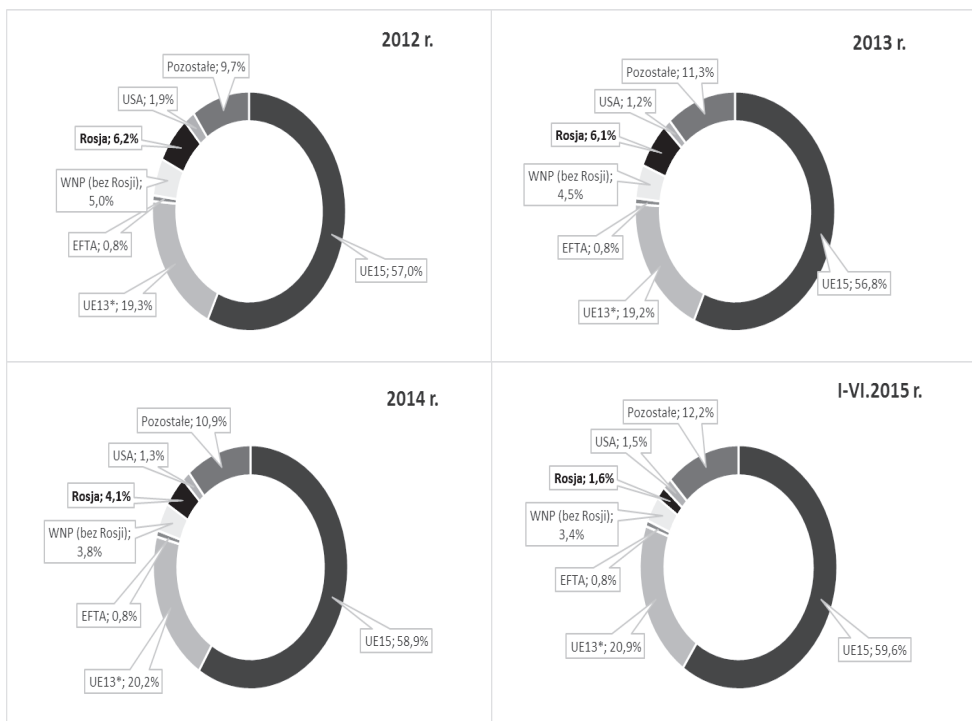 2012 r.
Pozostałe; 9,7%
USA; 1,9%
Rosja; 6,2%
WNP (bez Rosji);
5,0%
EFTA; 0,8%
UE13*; 19,3%
UE15; 57,0%
2013 r.
Pozostałe; 11,3%
USA; 1,2%
Rosja; 6,1%
WNP (bez Rosji);
4,5%
EFTA; 0,8%
UE13*; 19,2%
UE15; 56,8%
2014 r.
Pozostałe; 10,9%
USA; 1,3%
Rosja; 4,1%
WNP (bez Rosji);
3,8%
EFTA; 0,8%
UE13*; 20,2%
UE15; 58,9%
I-VI.2015 r.
Pozostałe; 12,2%
USA; 1,5%
Rosja; 1,6%
WNP (bez Rosji);
3,4%
EFTA; 0,8%
UE13*; 20,9%
UE15; 59,6%